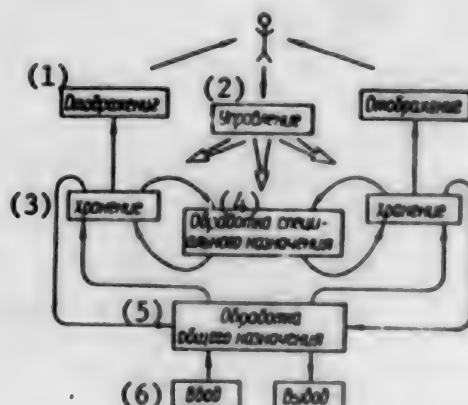 (1)
Отображение
(2)
Управление
Отображение
(3)
Хранение
(4)
Обработка специ-
ального назначения
Хранение
(5)
Обработка
общего назначения
(6)
Ввод
Вывод